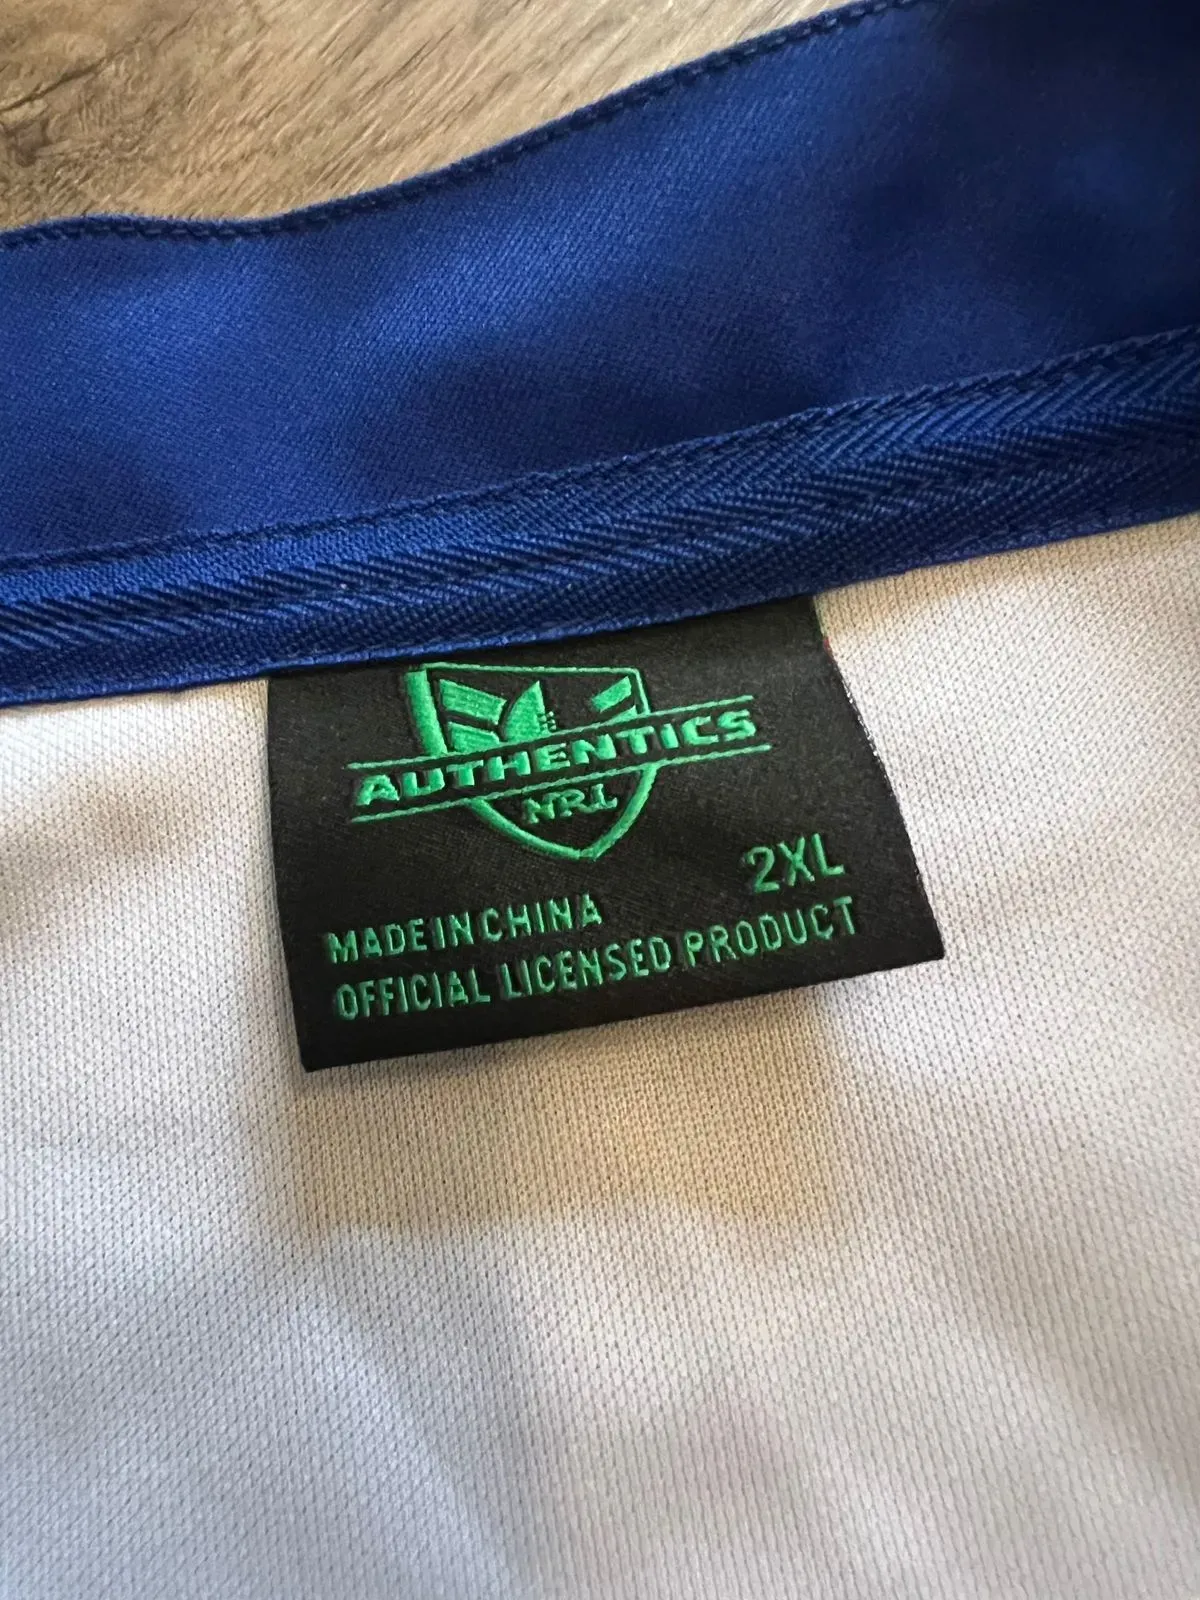 AUTHENTICS
NRL
2XL
MADE IN CHINA
OFFICIAL LICENSED PRODUCT